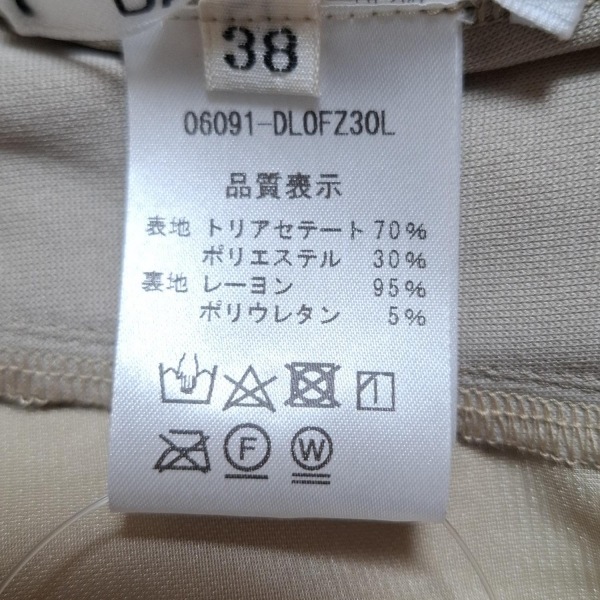 38
06091-DL0FZ30L
品質表示
表地 トリアセテート 70%
ポリエステル 30%
裏地 レーヨン 95%
ポリウレタン 5%
F W